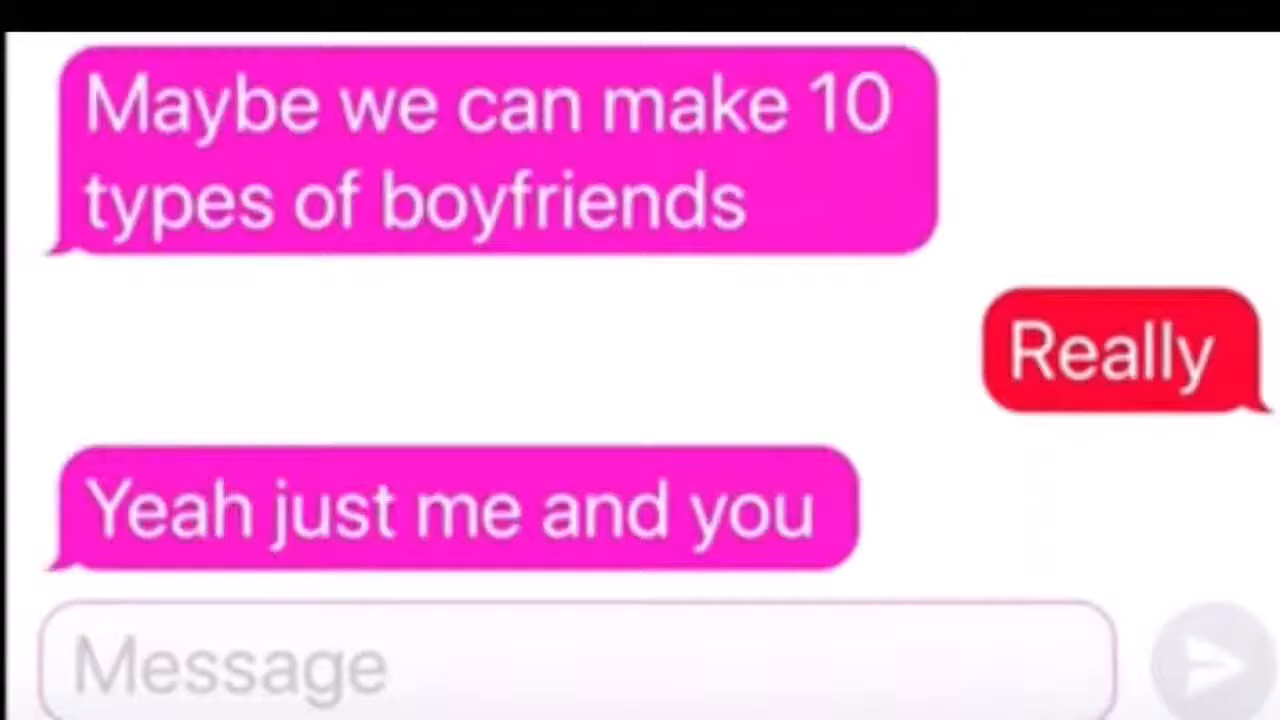 Maybe we can make 10
types of boyfriends
Really
Yeah just me and you
Message